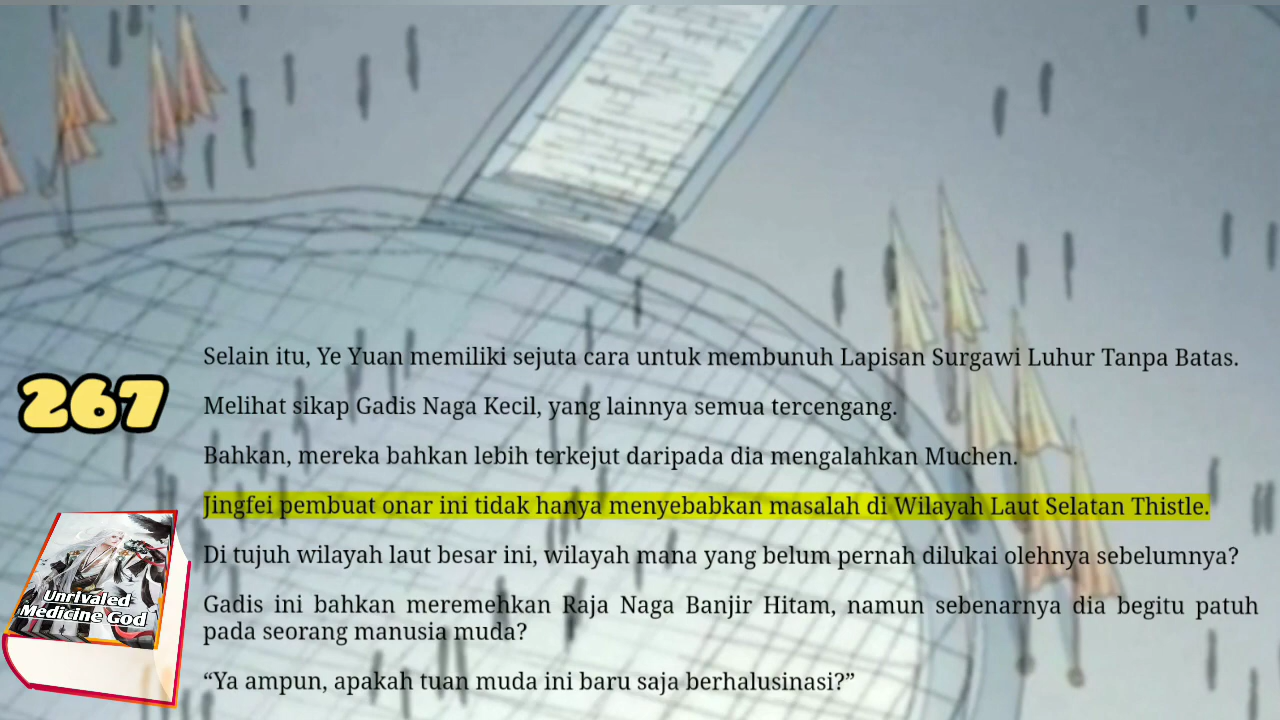 Selain itu, Ye Yuan memiliki sejuta cara untuk membunuh Lapisan Surgawi Luhur Tanpa Batas.
267
Melihat sikap Gadis Naga Kecil, yang lainnya semua tercengang.
Bahkan, mereka bahkan lebih terkejut daripada dia mengalahkan Muchen.
Jingfei pembuat onar ini tidak hanya menyebabkan masalah di Wilayah Laut Selatan Thistle.
Di tujuh wilayah laut besar ini, wilayah mana yang belum pernah dilukai olehnya sebelumnya?
Gadis ini bahkan meremehkan Raja Naga Banjir Hitam, namun sebenarnya dia begitu patuh
pada seorang manusia muda?
“Ya ampun, apakah tuan muda ini baru saja berhalusinasi?”
Unrivaled
Medicine God